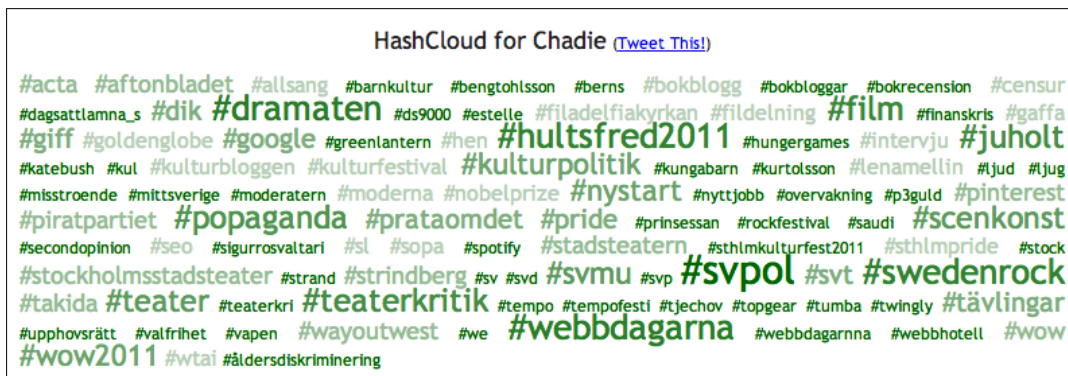 HashCloud for Chadie (Tweet This!)
#acta #aftonbladet #allsang #barnkultur #bengtohlsson #berns #bokblogg #bokbloggar #bokrecension #censur
#dagsattlamna_s #dik #dramaten #ds9000 #estelle #filadelfiakyrkan #fildelning #film #finanskris #gaffa
#giff #goldenglobe #google #greenlantern #hen #hultsfred2011 #hungergames #intervju #juholt
#katebush #kul #kulturbloggen #kulturfestival #kulturpolitik #kungabarn #kurtolsson #lenamellin #ljud #ljug
#misstroende #mittsverige #moderatern #moderna #nobelprize #nystart #nyttjobb #overvakning #p3guld #pinterest
#piratpartiet #popaganda #prataomdet #pride #prinsessan #rockfestival #saudi #scenkonst
#secondopinion #seo #sigurrosvaltari #sl #sopa #spotify #stadsteatern #sthlmkulturfest2011 #sthlmpride #stock
#stockholmsstadsteater #strand #strindberg #sv #svd #svmu #svp #svpol #svt #swedenrock
#takida #teater #teaterkri #teaterkritik #tempo #tempofesti #tjechov #topgear #tumba #twingly #tävlingar
#upphovsrätt #valfrihet #vapen #wayoutwest #we #webbdagarna #webbdagarnna #webbhotell #wow
#wow2011 #wtai #åldersdiskriminering